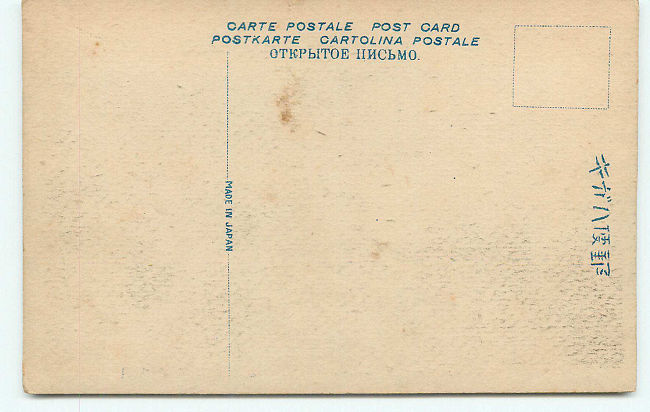 CARTE POSTALE POST CARD
POSTKARTE CARTOLINA POSTALE
ОТКРЫТОЕ ПИСЬМО.
MADE IN JAPAN
郵便ハガキ